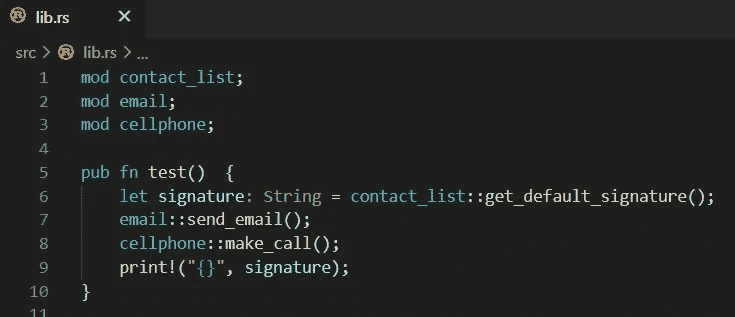 lib.rs ×
src > lib.rs > ...
1 mod contact_list;
2 mod email;
3 mod cellphone;
4
5 pub fn test()  {
6     let signature: String = contact_list::get_default_signature();
7     email::send_email();
8     cellphone::make_call();
9     print!("{}", signature);
10 }
11